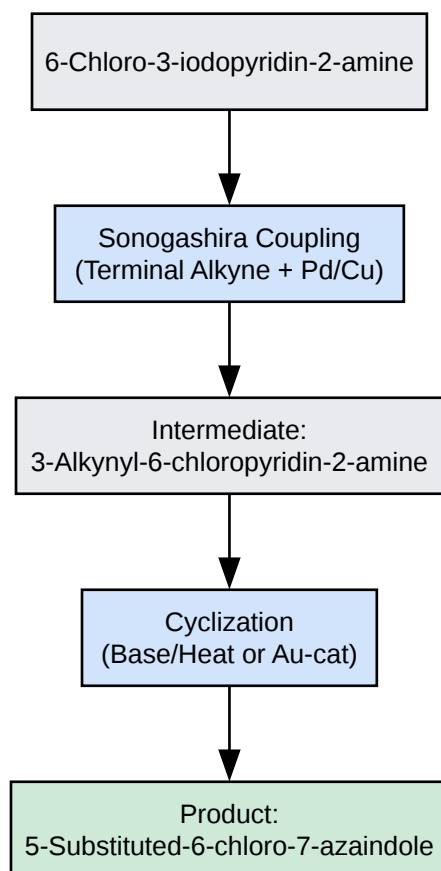 6-Chloro-3-iodopyridin-2-amine
Sonogashira Coupling
(Terminal Alkyne + Pd/Cu)
Intermediate:
3-Alkynyl-6-chloropyridin-2-amine
Cyclization
(Base/Heat or Au-cat)
Product:
5-Substituted-6-chloro-7-azaindole